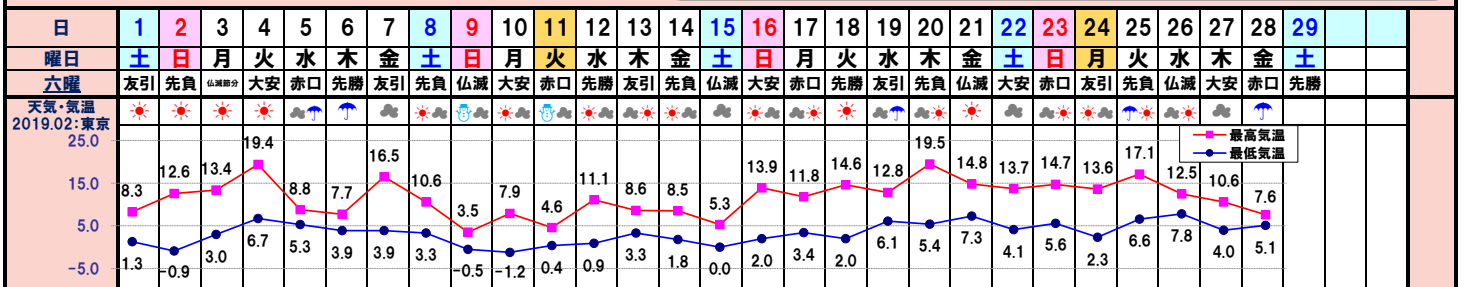 日 1 2 3 4 5 6 7 8 9 10 11 12 13 14 15 16 17 18 19 20 21 22 23 24 25 26 27 28 29
曜日 土 日 月 火 水 木 金 土 日 月 火 水 木 金 土 日 月 火 水 木 金 土 日 月 火 水 木 金 土
六曜 友引 先負 仏滅節分 大安 赤口 先勝 友引 先負 仏滅 大安 赤口 先勝 友引 先負 仏滅 大安 赤口 先勝 友引 先負 仏滅 大安 赤口 友引 先負 仏滅 大安 赤口 先勝
天気・気温
2019.02：東京
最高気温
最低気温
25.0
15.0
5.0
-5.0
8.3 12.6 13.4 19.4 8.8 7.7 16.5 10.6 3.5 7.9 4.6 11.1 8.6 8.5 5.3 13.9 11.8 14.6 12.8 19.5 14.8 13.7 14.7 13.6 17.1 12.5 10.6 7.6
1.3 -0.9 3.0 6.7 5.3 3.9 3.9 3.3 -0.5 -1.2 0.4 0.9 3.3 1.8 0.0 2.0 3.4 2.0 6.1 5.4 7.3 4.1 5.6 2.3 6.6 7.8 4.0 5.1